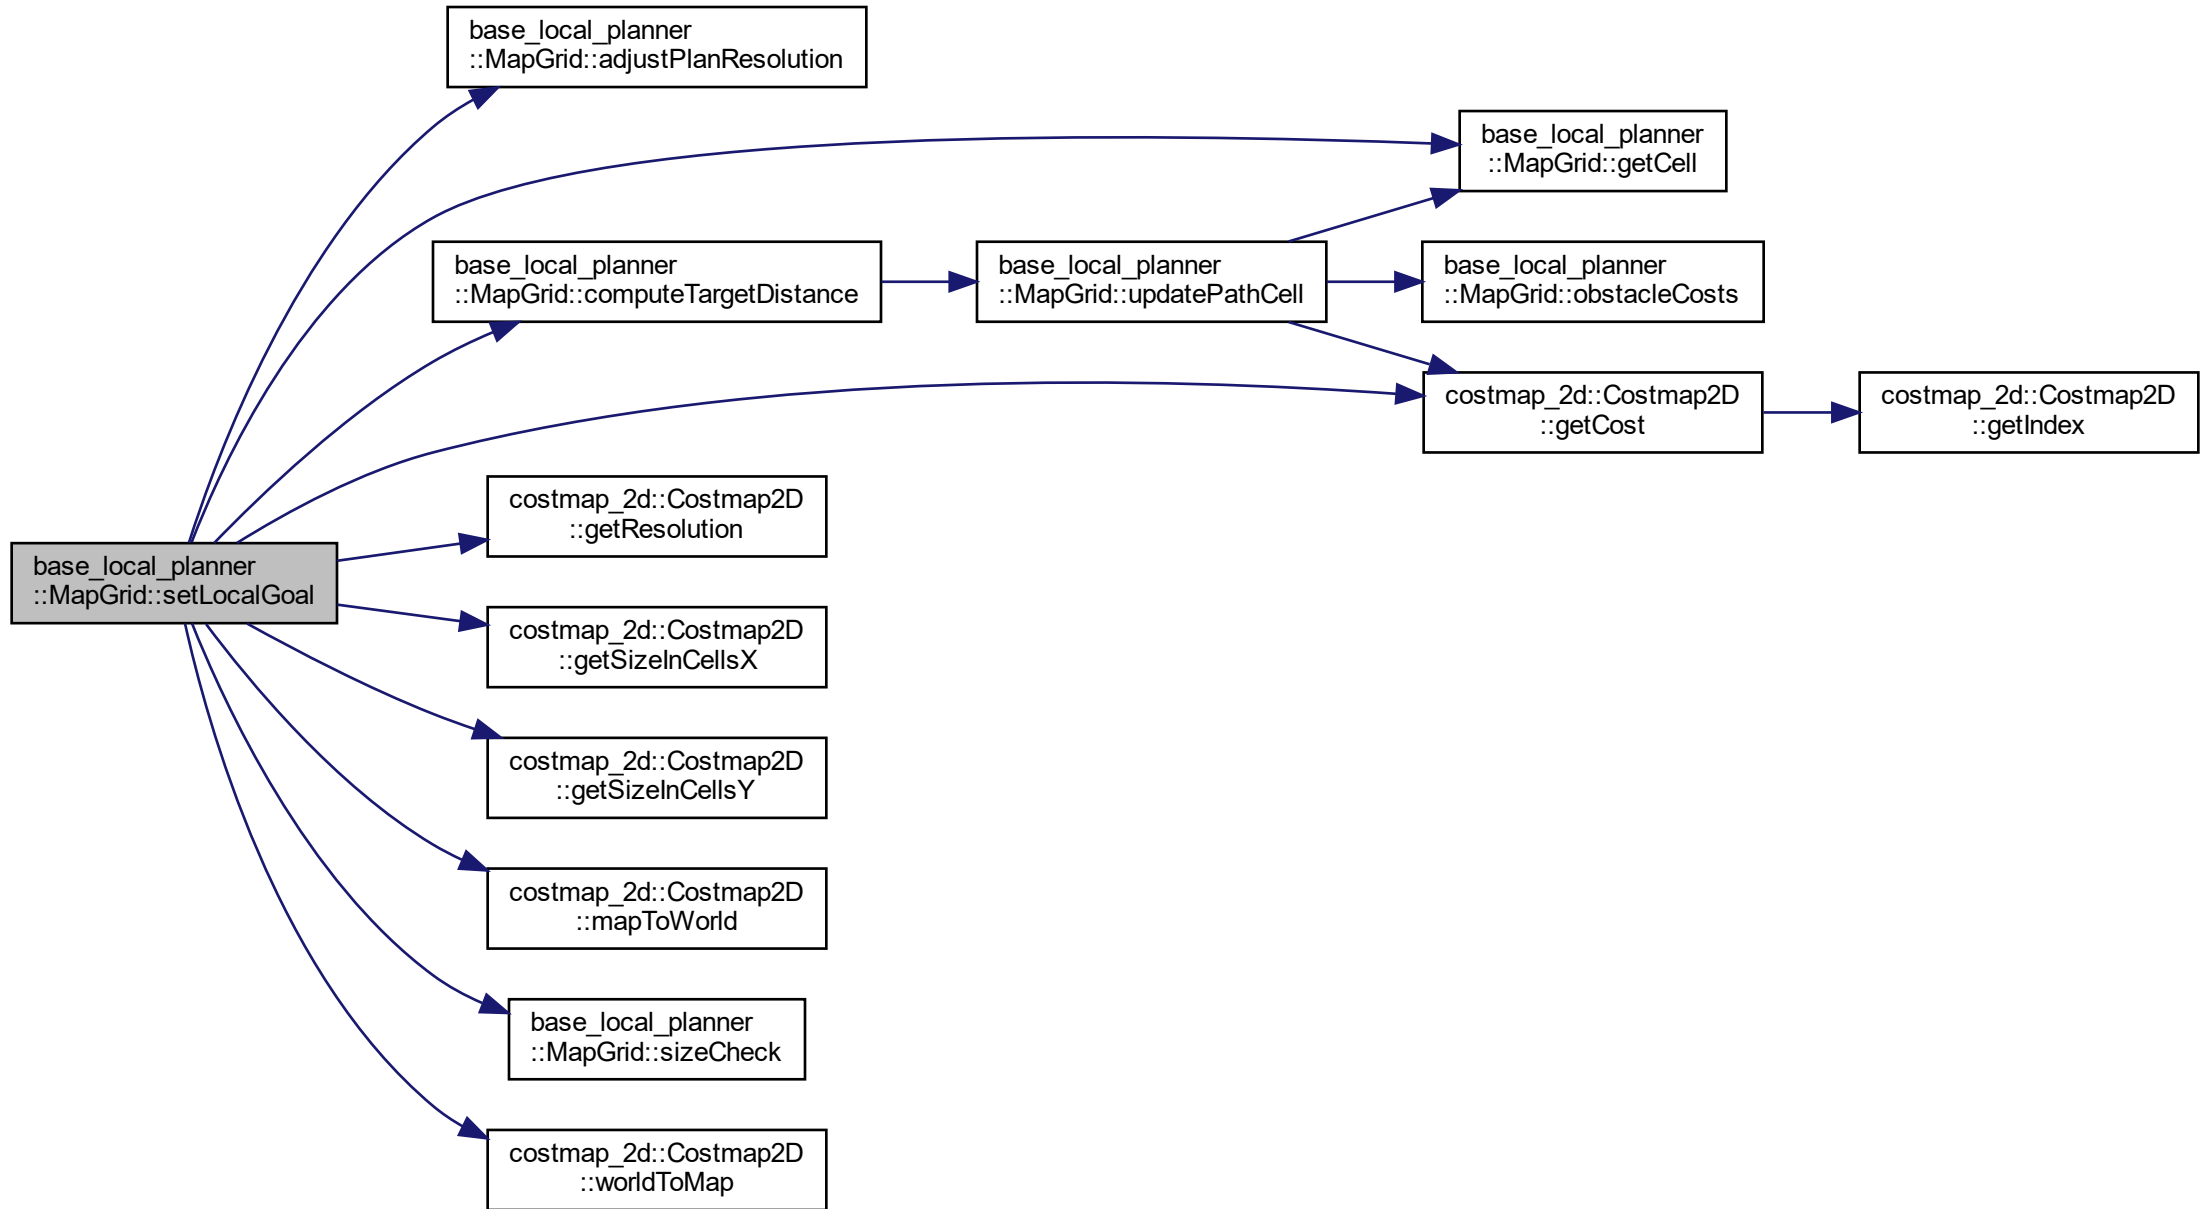 base_local_planner
::MapGrid::adjustPlanResolution
base_local_planner
::MapGrid::getCell
base_local_planner
::MapGrid::computeTargetDistance
base_local_planner
::MapGrid::updatePathCell
base_local_planner
::MapGrid::obstacleCosts
costmap_2d::Costmap2D
::getCost
costmap_2d::Costmap2D
::getIndex
costmap_2d::Costmap2D
::getResolution
base_local_planner
::MapGrid::setLocalGoal
costmap_2d::Costmap2D
::getSizeInCellsX
costmap_2d::Costmap2D
::getSizeInCellsY
costmap_2d::Costmap2D
::mapToWorld
base_local_planner
::MapGrid::sizeCheck
costmap_2d::Costmap2D
::worldToMap